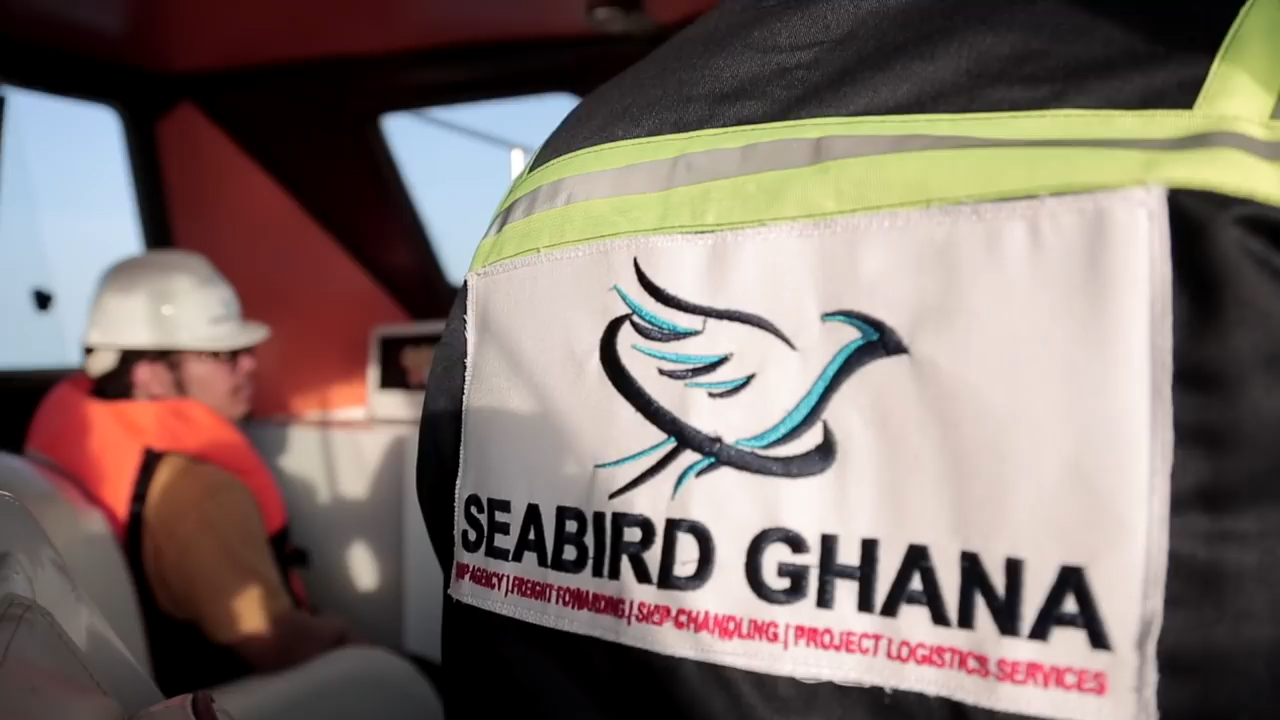 SEABIRD GHANA
SHIP AGENCY | FREIGHT FOWARDING | SHIP CHANDLING | PROJECT LOGISTICS SERVICES